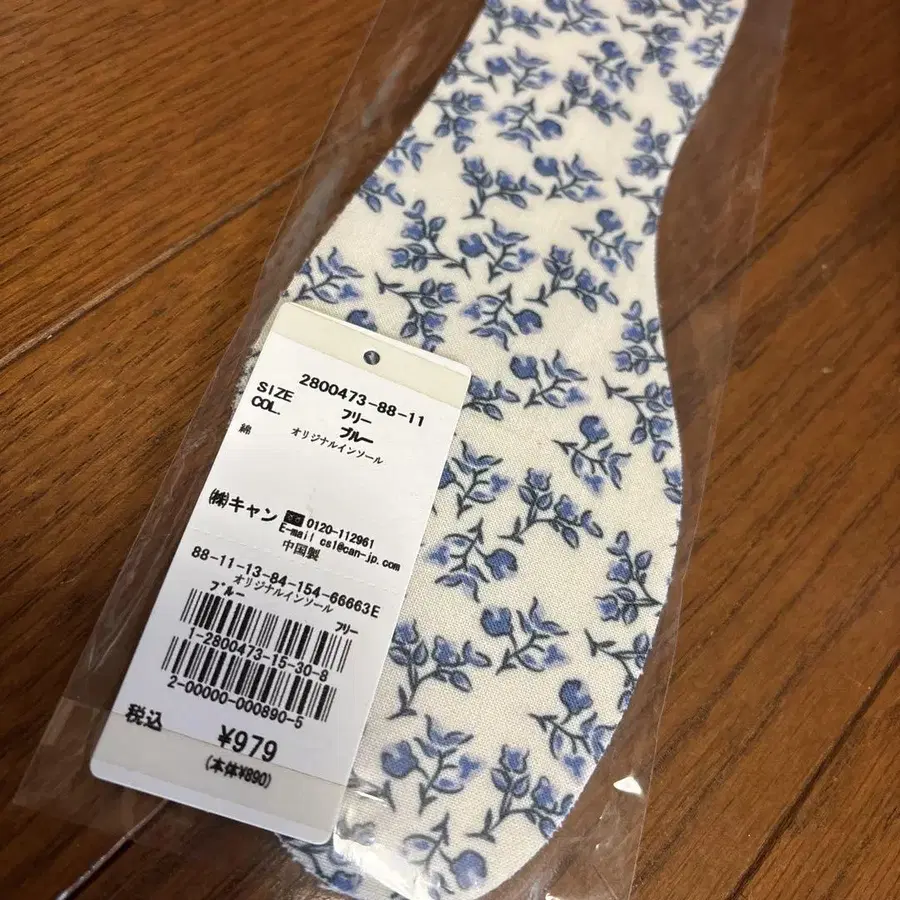 2800473-88-11
SIZE フリー
COL. ブルー
綿 オリジナルインソール
㈱キャン 0120-112961
E-mail csl@can-jp.com
中国製
88-11-13-84-154-66663E
オリジナルインソール
ブルー フリー
1-2800473-15-30-8
2-00000-000890-5
税込 ¥979
(本体¥890)